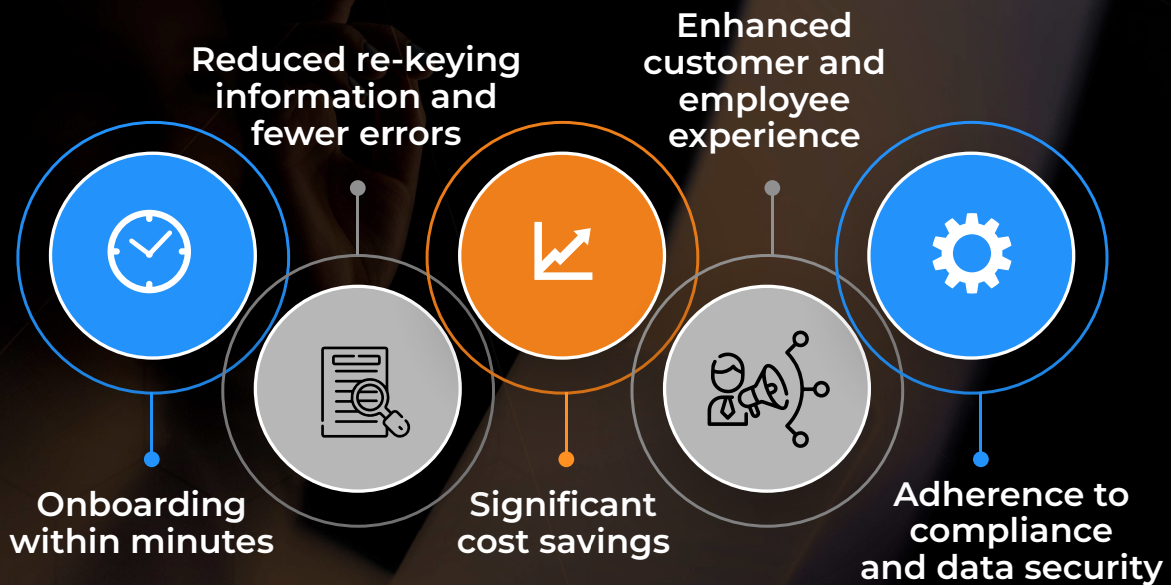 Onboarding
within minutes
Reduced re-keying
information and
fewer errors
Significant
cost savings
Enhanced
customer and
employee
experience
Adherence to
compliance
and data security